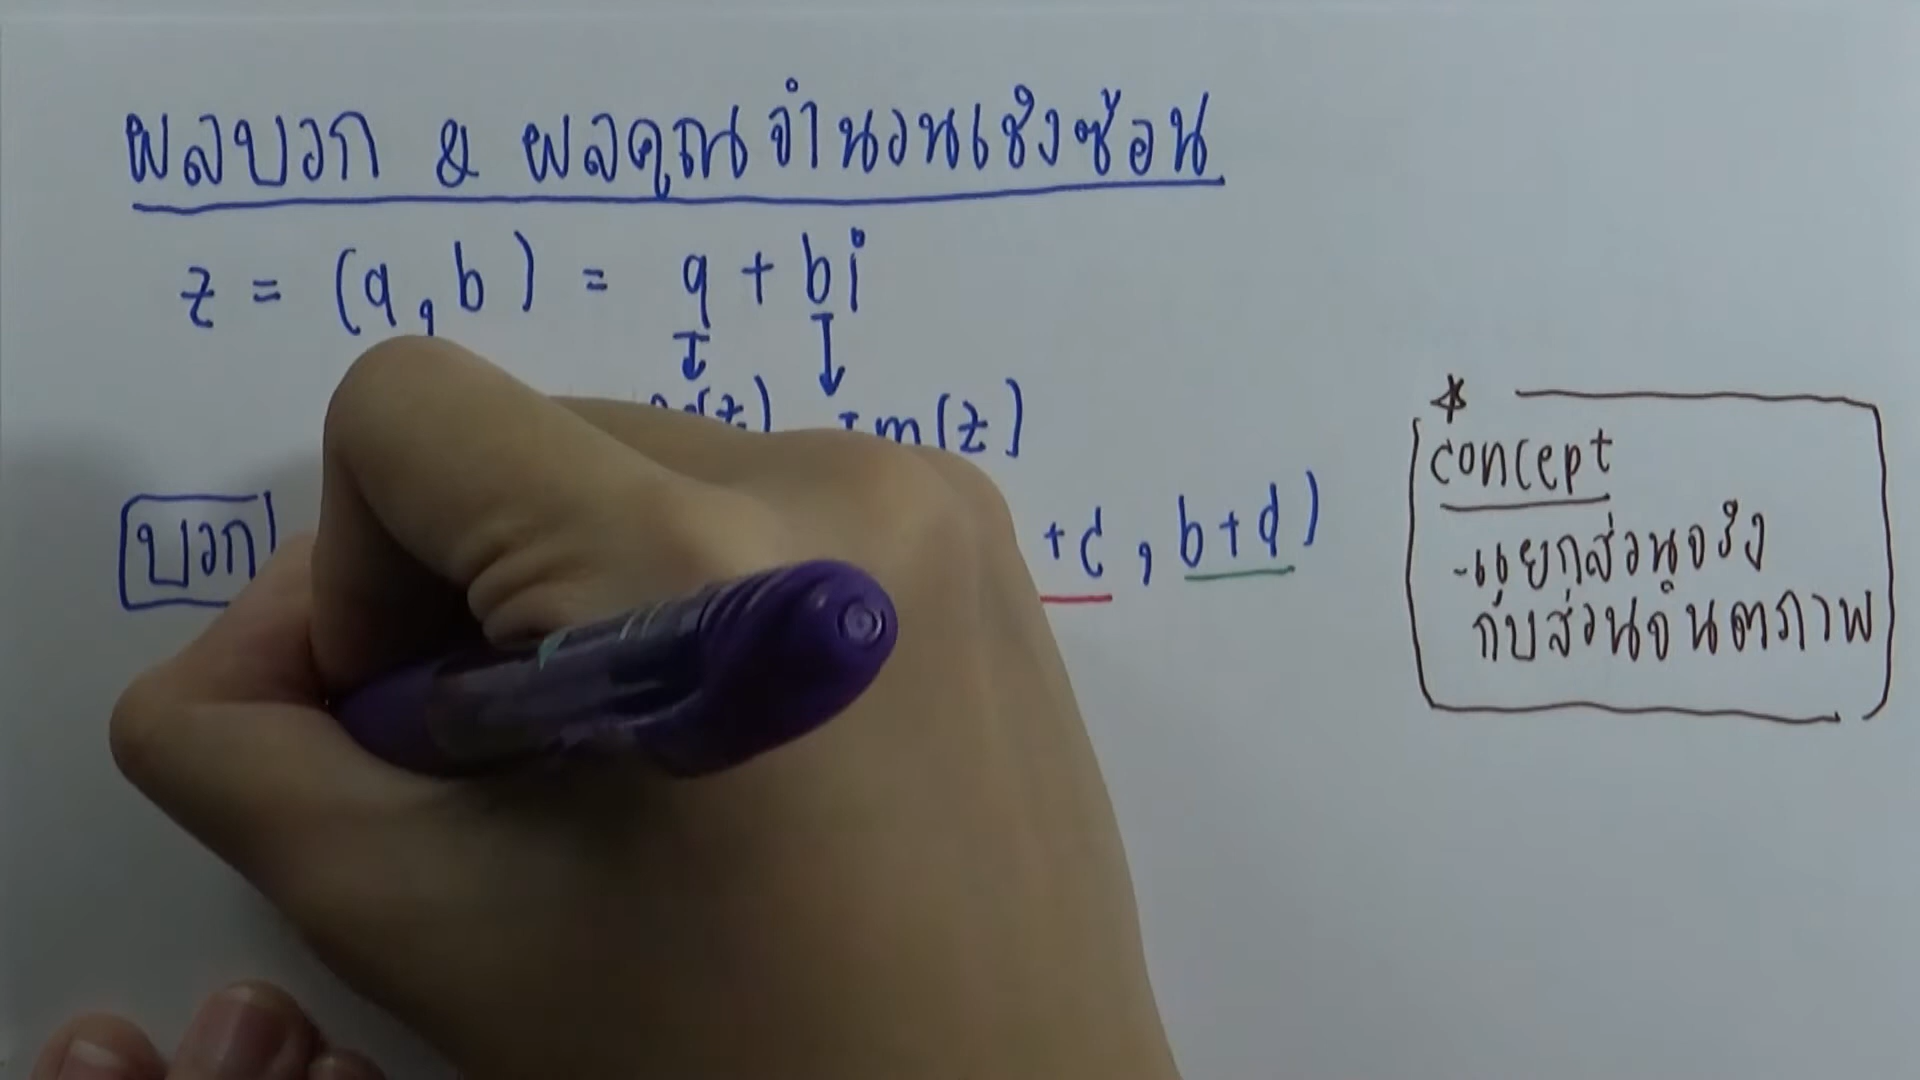 ผลบวก & ผลคูณจำนวนเชิงซ้อน
z = (a, b) = a + bi
(z) Im(z)
บวก +c, b+d)
concept
-แยกส่วนจริง
กับส่วนจินตภาพ